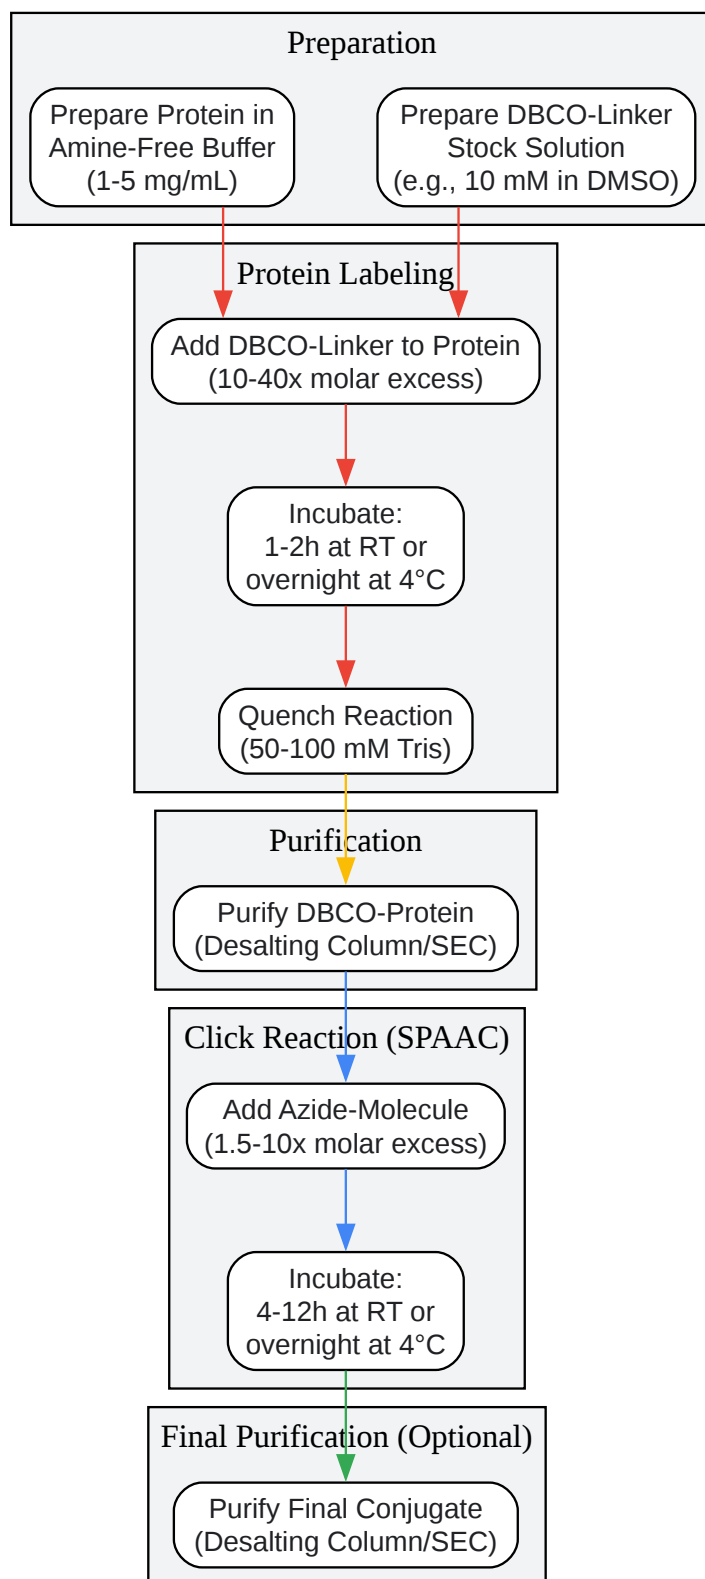 Preparation
Prepare Protein in
Amine-Free Buffer
(1-5 mg/mL)
Prepare DBCO-Linker
Stock Solution
(e.g., 10 mM in DMSO)
Protein Labeling
Add DBCO-Linker to Protein
(10-40x molar excess)
Incubate:
1-2h at RT or
overnight at 4°C
Quench Reaction
(50-100 mM Tris)
Purification
Purify DBCO-Protein
(Desalting Column/SEC)
Click Reaction (SPAAC)
Add Azide-Molecule
(1.5-10x molar excess)
Incubate:
4-12h at RT or
overnight at 4°C
Final Purification (Optional)
Purify Final Conjugate
(Desalting Column/SEC)